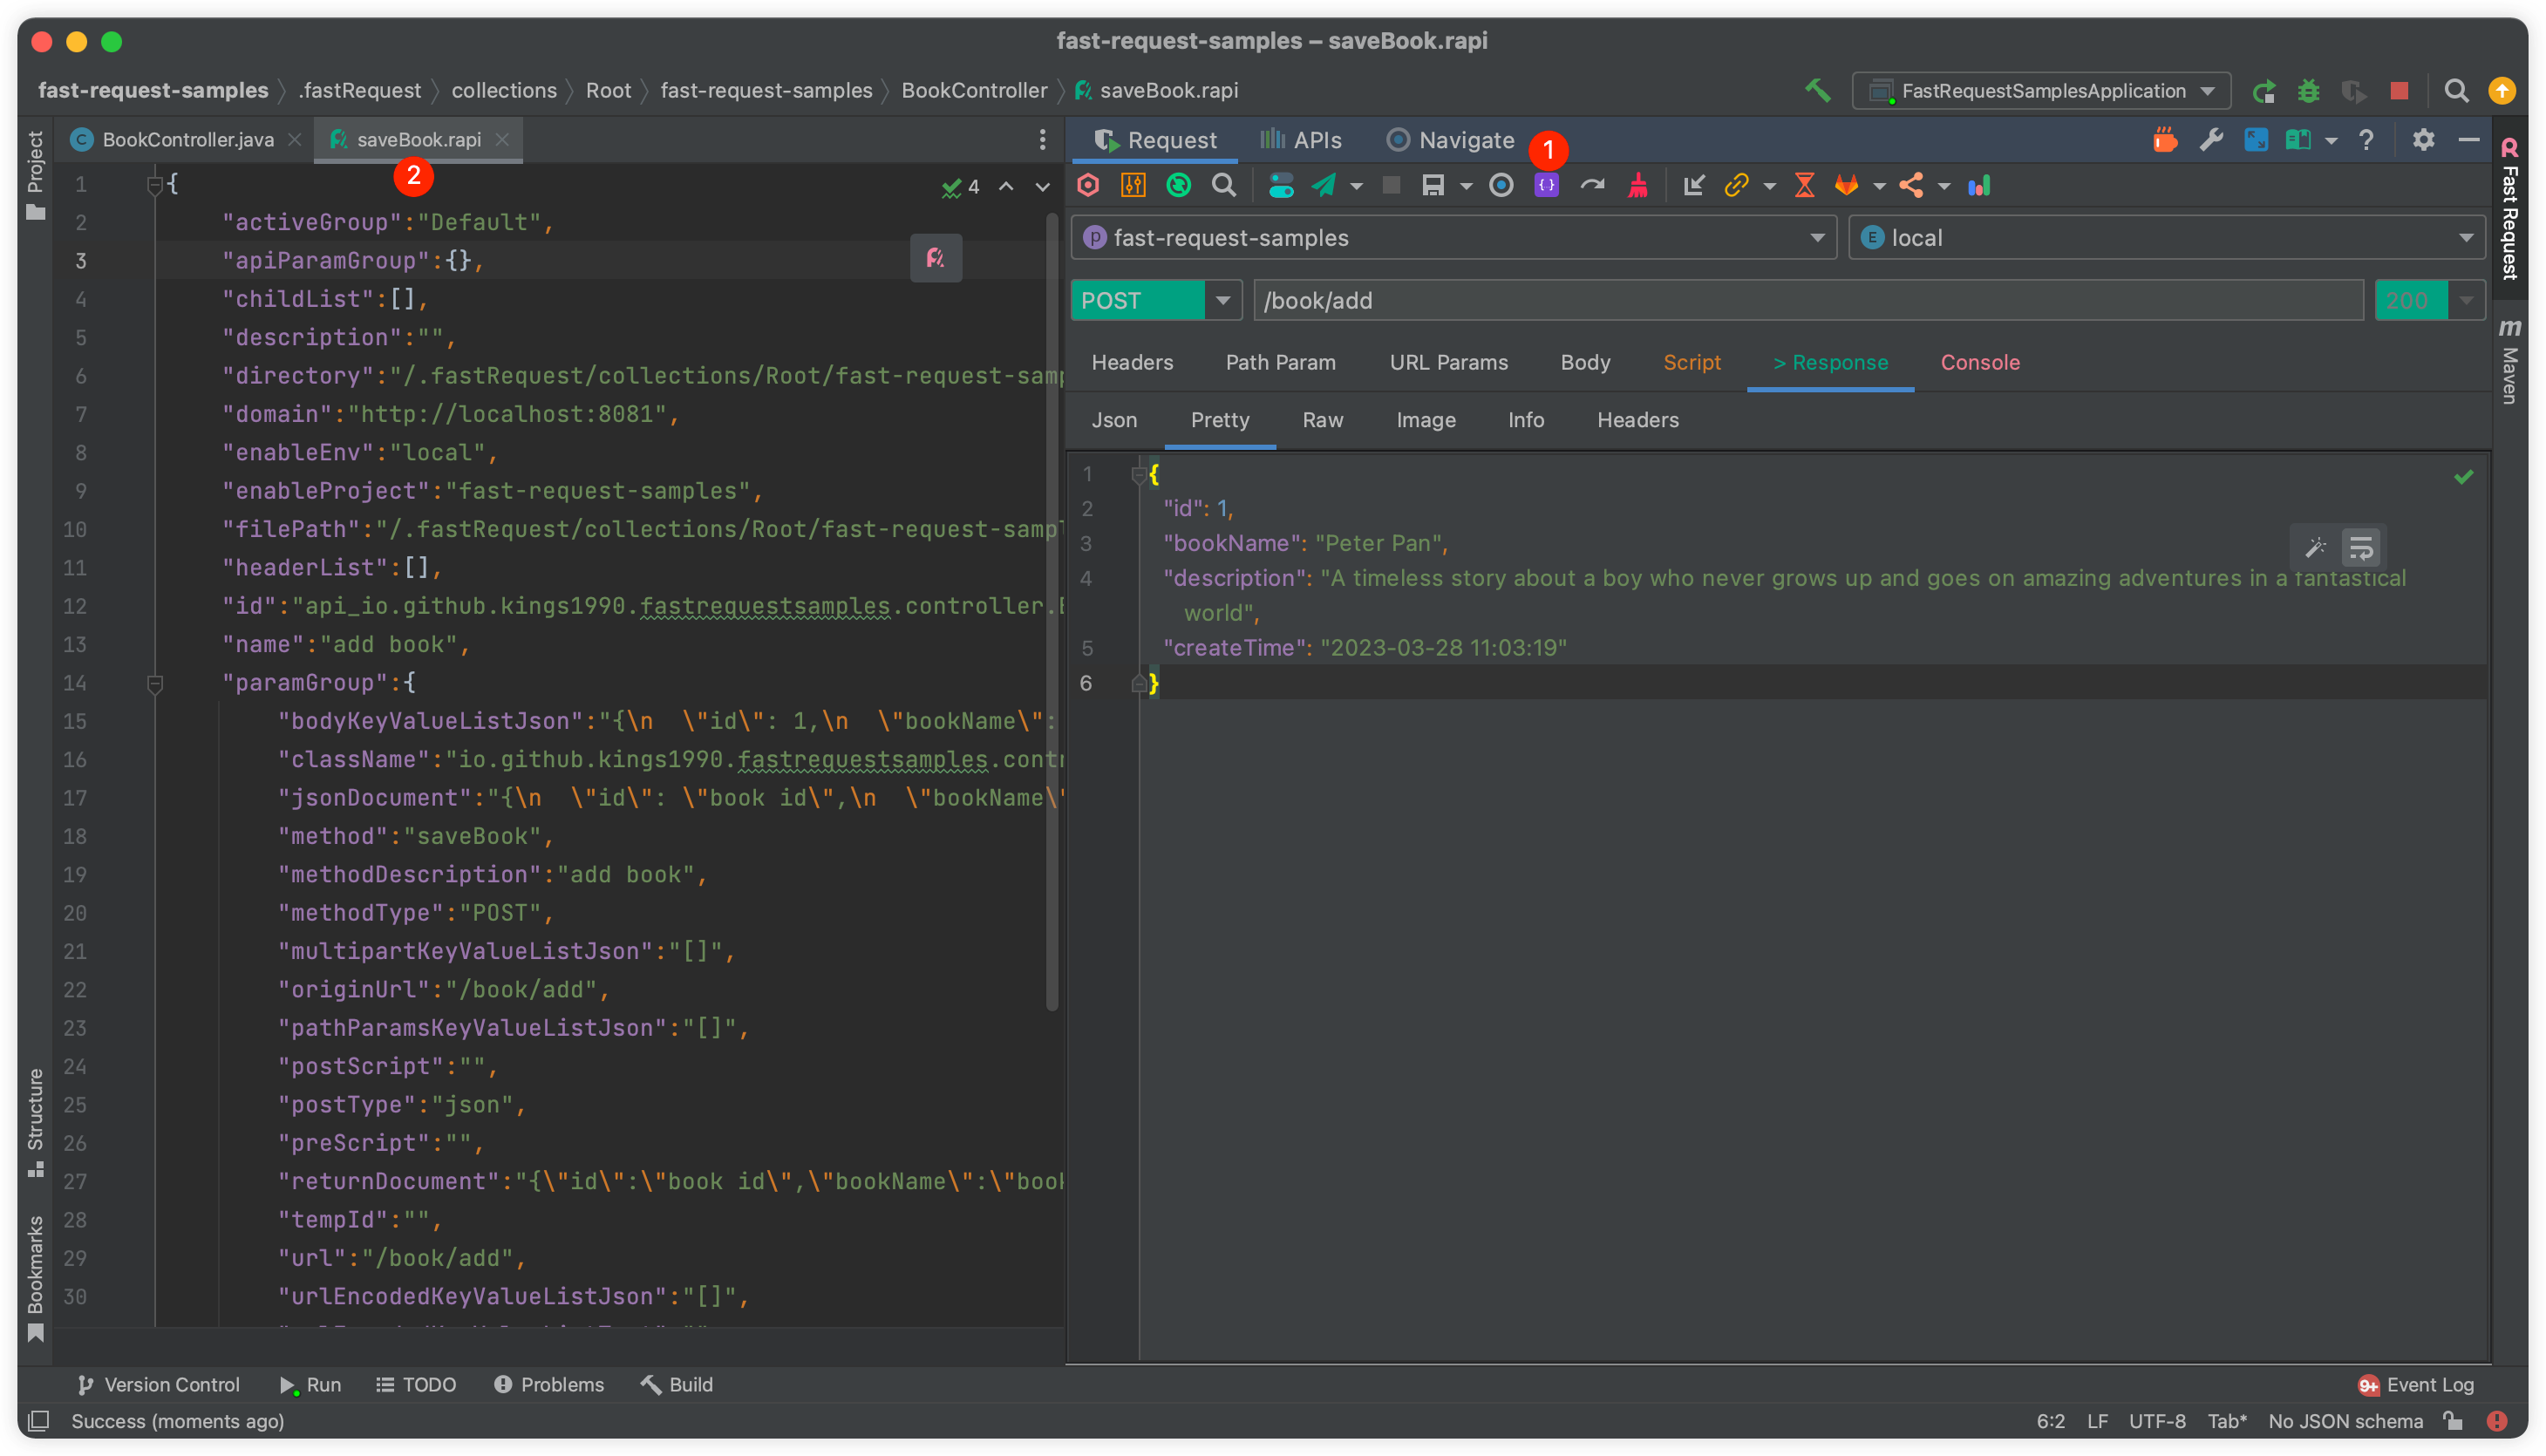 fast-request-samples – saveBook.rapi
fast-request-samples .fastRequest collections Root fast-request-samples BookController saveBook.rapi
FastRequestSamplesApplication
Project
Structure
Bookmarks
BookController.java saveBook.rapi
2
4
1 {
2 "activeGroup":"Default",
3 "apiParamGroup":{},
4 "childList":[],
5 "description":"",
6 "directory":"/.fastRequest/collections/Root/fast-request-samp
7 "domain":"http://localhost:8081",
8 "enableEnv":"local",
9 "enableProject":"fast-request-samples",
10 "filePath":"/.fastRequest/collections/Root/fast-request-sampl
11 "headerList":[],
12 "id":"api_io.github.kings1990.fastrequestsamples.controller.B
13 "name":"add book",
14 "paramGroup":{
15 "bodyKeyValueListJson":"{\n  \"id\": 1,\n  \"bookName\":
16 "className":"io.github.kings1990.fastrequestsamples.contr
17 "jsonDocument":"{\n  \"id\": \"book id\",\n  \"bookName\"
18 "method":"saveBook",
19 "methodDescription":"add book",
20 "methodType":"POST",
21 "multipartKeyValueListJson":"[]",
22 "originUrl":"/book/add",
23 "pathParamsKeyValueListJson":"[]",
24 "postScript":"",
25 "postType":"json",
26 "preScript":"",
27 "returnDocument":"{\"id\":\"book id\",\"bookName\":\"book
28 "tempId":"",
29 "url":"/book/add",
30 "urlEncodedKeyValueListJson":"[]",
Request APIs Navigate
1
p fast-request-samples
E local
POST /book/add 200
Headers Path Param URL Params Body Script > Response Console
Json Pretty Raw Image Info Headers
1 {
2 "id": 1,
3 "bookName": "Peter Pan",
4 "description": "A timeless story about a boy who never grows up and goes on amazing adventures in a fantastical
world",
5 "createTime": "2023-03-28 11:03:19"
6 }
Fast Request
m Maven
Version Control Run TODO Problems Build
9+ Event Log
Success (moments ago)
6:2 LF UTF-8 Tab* No JSON schema